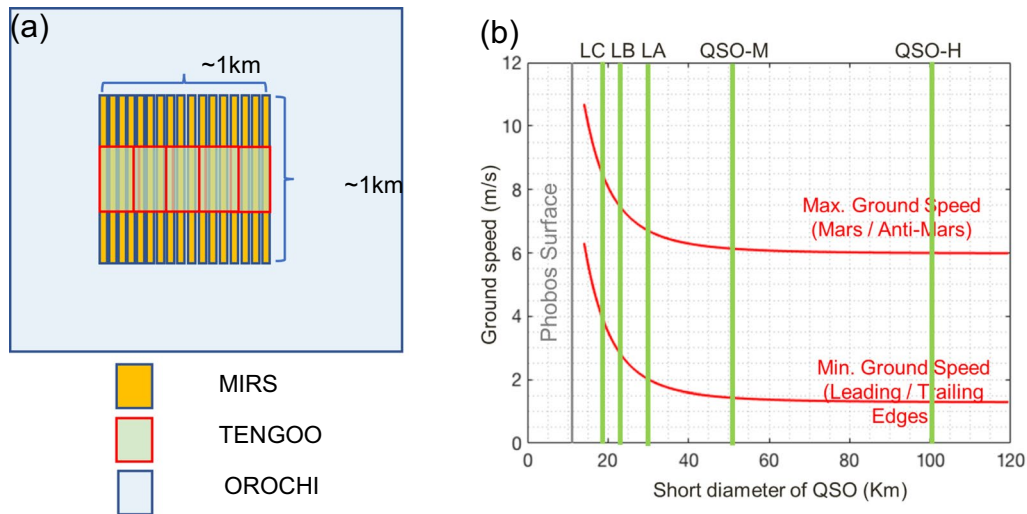 (a)
~1km
~1km
MIRS
TENGOO
OROCHI
(b)
LC LB LA QSO-M QSO-H
12
10
8
6
4
2
0
Ground speed (m/s)
Phobos Surface
Max. Ground Speed
(Mars / Anti-Mars)
Min. Ground Speed
(Leading / Trailing
Edges
0 20 40 60 80 100 120
Short diameter of QSO (Km)